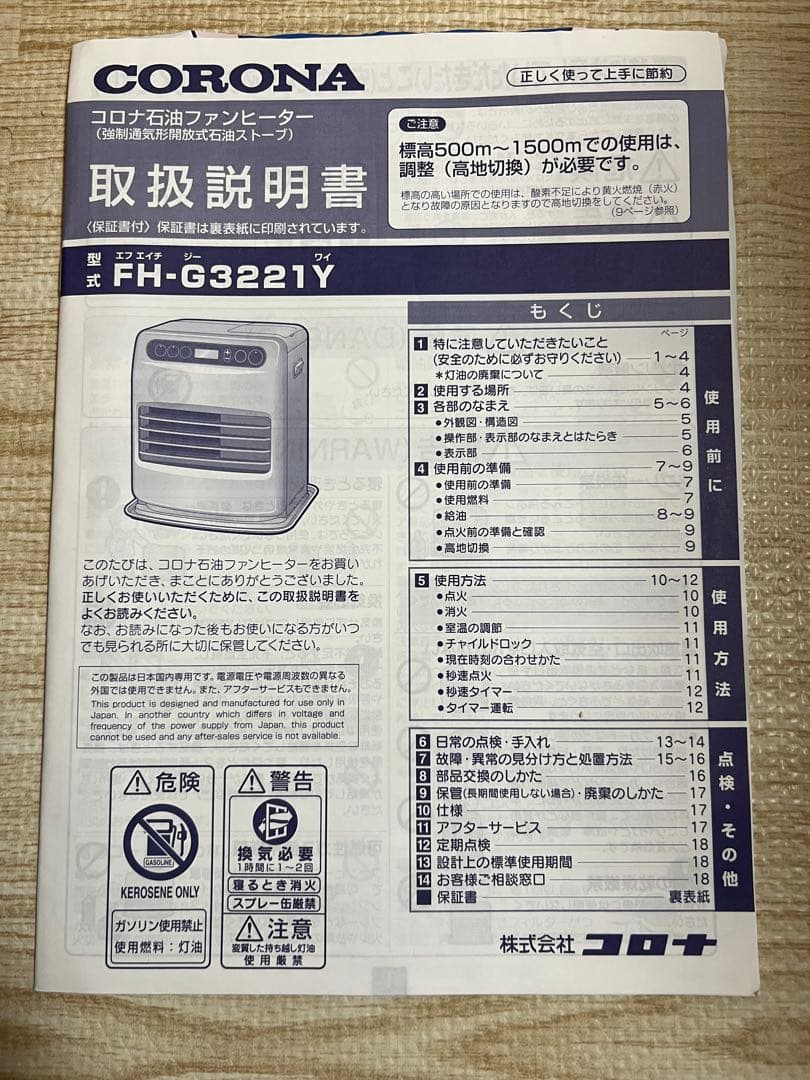 CORONA
正しく使って上手に節約
コロナ石油ファンヒーター
(強制通気形開放式石油ストーブ)
取扱説明書
〈保証書付〉保証書は裏表紙に印刷されています。
ご注意
標高500m〜1500mでの使用は、
調整（高地切換）が必要です。
標高の高い場所での使用は、酸素不足により黄火燃焼（赤火）
となり故障の原因となりますので高地切換をしてください。
(9ページ参照)
型式
エフ エイチ ジー ワイ
FH-G3221Y
このたびは、コロナ石油ファンヒーターをお買い
あげいただき、まことにありがとうございました。
正しくお使いいただくために、この取扱説明書を
よくお読みください。
なお、お読みになった後もお使いになる方がいつ
でも見られる所に大切に保管してください。
この製品は日本国内専用です。電源電圧や電源周波数の異なる
外国では使用できません。また、アフターサービスもできません。
This product is designed and manufactured for use only in
Japan. In another country which differs in voltage and
frequency of the power supply from Japan, this product
cannot be used and any after-sales service is not available.
危険
GASOLINE
KEROSENE ONLY
ガソリン使用禁止
使用燃料：灯油
警告
換気必要
1時間に1〜2回
寝るとき消火
スプレー缶厳禁
注意
変質した持ち越し灯油
使用厳禁
もくじ
ページ
1 特に注意していただきたいこと
(安全のために必ずお守りください) 1〜4
＊灯油の廃棄について 4
2 使用する場所 4
3 各部のなまえ 5〜6
●外観図・構造図 5
●操作部・表示部のなまえとはたらき 5
●表示部 6
4 使用前の準備 7〜9
●使用前の準備 7
●使用燃料 7
●給油 8〜9
●点火前の準備と確認 9
●高地切換 9
使用前に
5 使用方法 10〜12
●点火 10
●消火 10
●室温の調節 11
●チャイルドロック 11
●現在時刻の合わせかた 11
●秒速点火 11
●秒速タイマー 12
●タイマー運転 12
使用方法
6 日常の点検・手入れ 13〜14
7 故障・異常の見分け方と処置方法 15〜16
8 部品交換のしかた 16
9 保管(長期間使用しない場合)・廃棄のしかた 17
10 仕様 17
11 アフターサービス 17
12 定期点検 18
13 設計上の標準使用期間 18
14 お客様ご相談窓口 18
■ 保証書 裏表紙
点検・その他
株式会社 コロナ